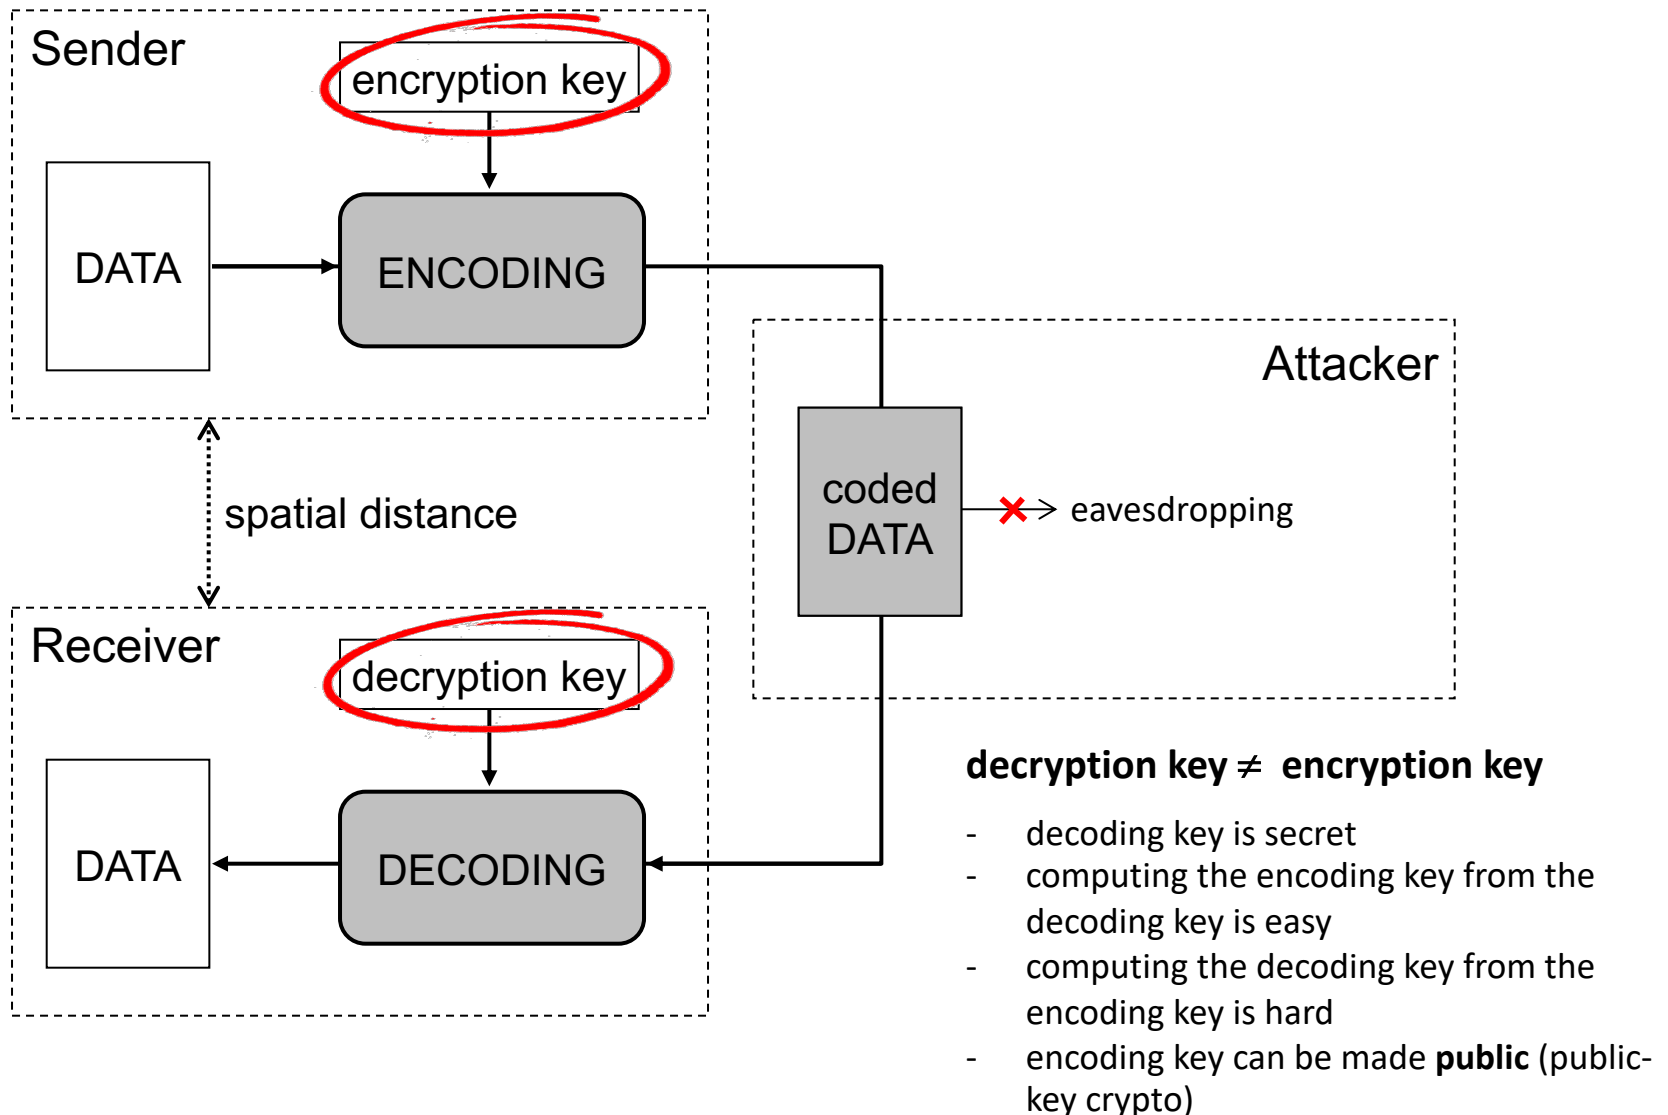 Sender
encryption key
DATA
ENCODING
Attacker
coded
DATA
eavesdropping
spatial distance
Receiver
decryption key
DATA
DECODING
decryption key ≠ encryption key
- decoding key is secret
- computing the encoding key from the
decoding key is easy
- computing the decoding key from the
encoding key is hard
- encoding key can be made public (public-
key crypto)